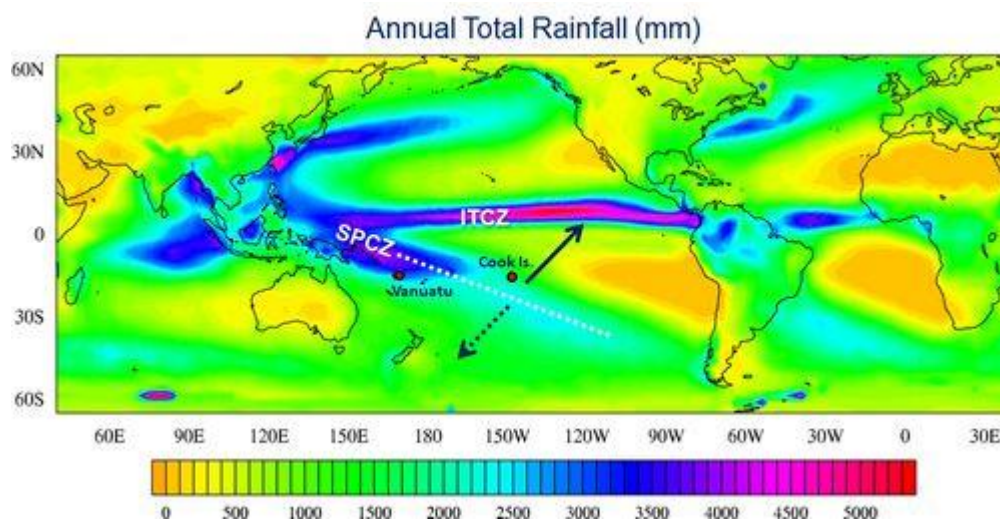 Annual Total Rainfall (mm)
60N
30N
0
30S
60S
ITCZ
SPCZ
Cook Is.
Vanuatu
60E 90E 120E 150E 180 150W 120W 90W 60W 30W 0 30E
0 500 1000 1500 2000 2500 3000 3500 4000 4500 5000